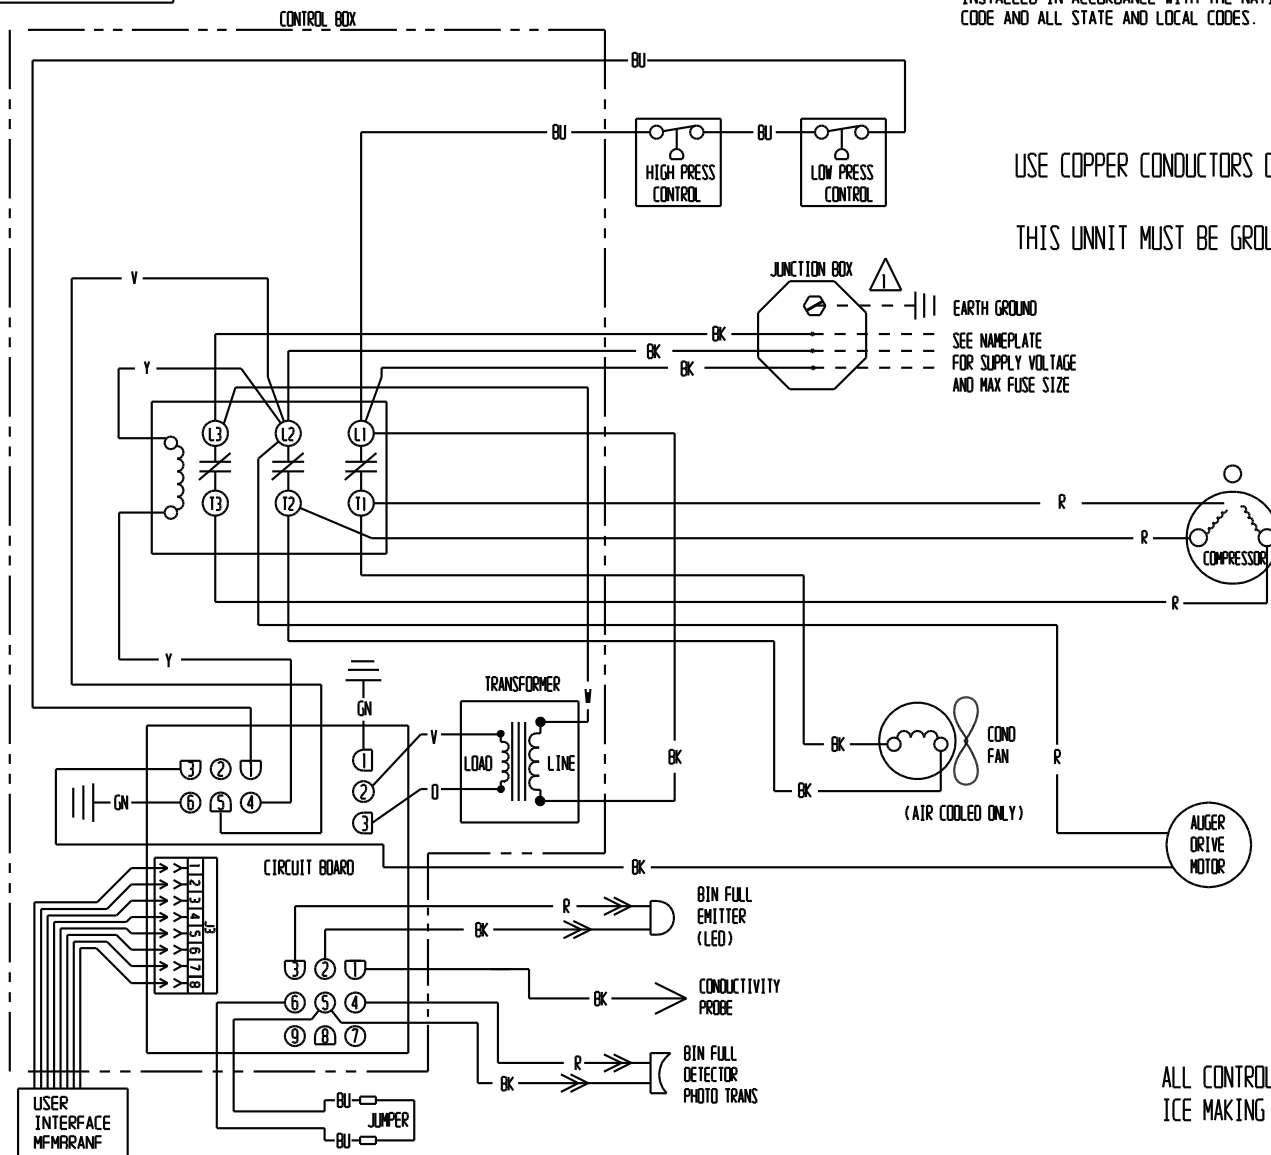 CONTROL BOX
CODE AND ALL STATE AND LOCAL CODES.
BU
BU
BU
HIGH PRESS
CONTROL
LOW PRESS
CONTROL
USE COPPER CONDUCTORS
THIS UNNIT MUST BE
V
JUNCTION BOX
1
EARTH GROUND
BK
BK
BK
SEE NAMEPLATE
FOR SUPPLY VOLTAGE
AND MAX FUSE SIZE
Y
L3
L2
L1
T3
T2
T1
R
R
COMPRESSOR
R
Y
GN
TRANSFORMER
W
V
LOAD
LINE
O
BK
BK
BK
COND
FAN
(AIR COOLED ONLY)
R
3 2 1
6 5 4
GN
1
2
3
AUGER
DRIVE
MOTOR
CIRCUIT BOARD
BK
1
2
3
4
5
6
7
8
J3
R
BK
BIN FULL
EMITTER
(LED)
3 2 1
6 5 4
9 8 7
BK
CONDUCTIVITY
PROBE
R
BK
BIN FULL
DETECTOR
PHOTO TRANS
BU
JUMPER
BU
USER
INTERFACE
MEMBRANE
ALL
ICE MAKING